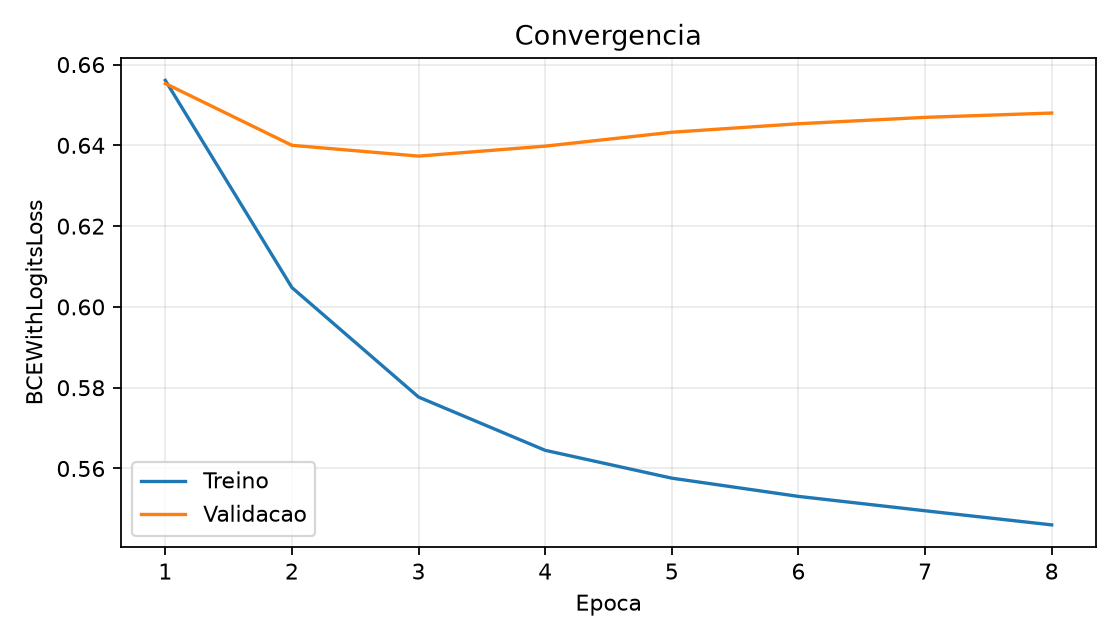 Convergencia
BCEWithLogitsLoss
0.66
0.64
0.62
0.60
0.58
0.56
Treino
Validacao
1 2 3 4 5 6 7 8
Epoca